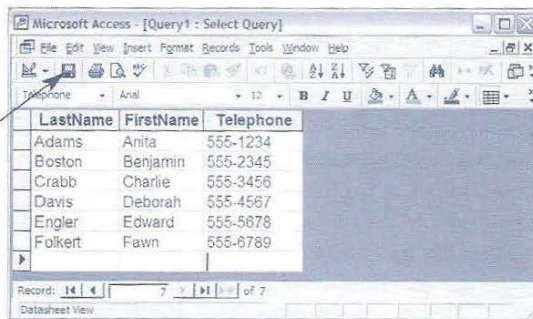 Microsoft Access - [Query1 : Select Query]
File Edit View Insert Format Records Tools Window Help
Telephone Arial 12 B I U A
LastName FirstName Telephone
Adams Anita 555-1234
Boston Benjamin 555-2345
Crabb Charlie 555-3456
Davis Deborah 555-4567
Engler Edward 555-5678
Folkert Fawn 555-6789
Record: 7 of 7
Datasheet View